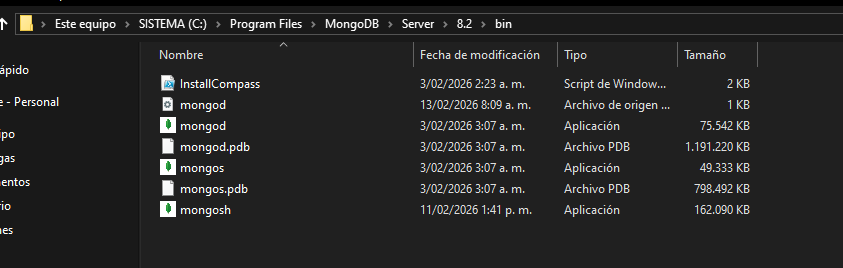 Este equipo > SISTEMA (C:) > Program Files > MongoDB > Server > 8.2 > bin
Nombre Fecha de modificación Tipo Tamaño
InstallCompass 3/02/2026 2:23 a. m. Script de Window... 2 KB
mongod 13/02/2026 8:09 a. m. Archivo de origen ... 1 KB
mongod 3/02/2026 3:07 a. m. Aplicación 75.542 KB
mongod.pdb 3/02/2026 3:07 a. m. Archivo PDB 1.191.220 KB
mongos 3/02/2026 3:07 a. m. Aplicación 49.333 KB
mongos.pdb 3/02/2026 3:07 a. m. Archivo PDB 798.492 KB
mongosh 11/02/2026 1:41 p. m. Aplicación 162.090 KB
ápido
e - Personal
ipo
gas
nentos
rio
nes